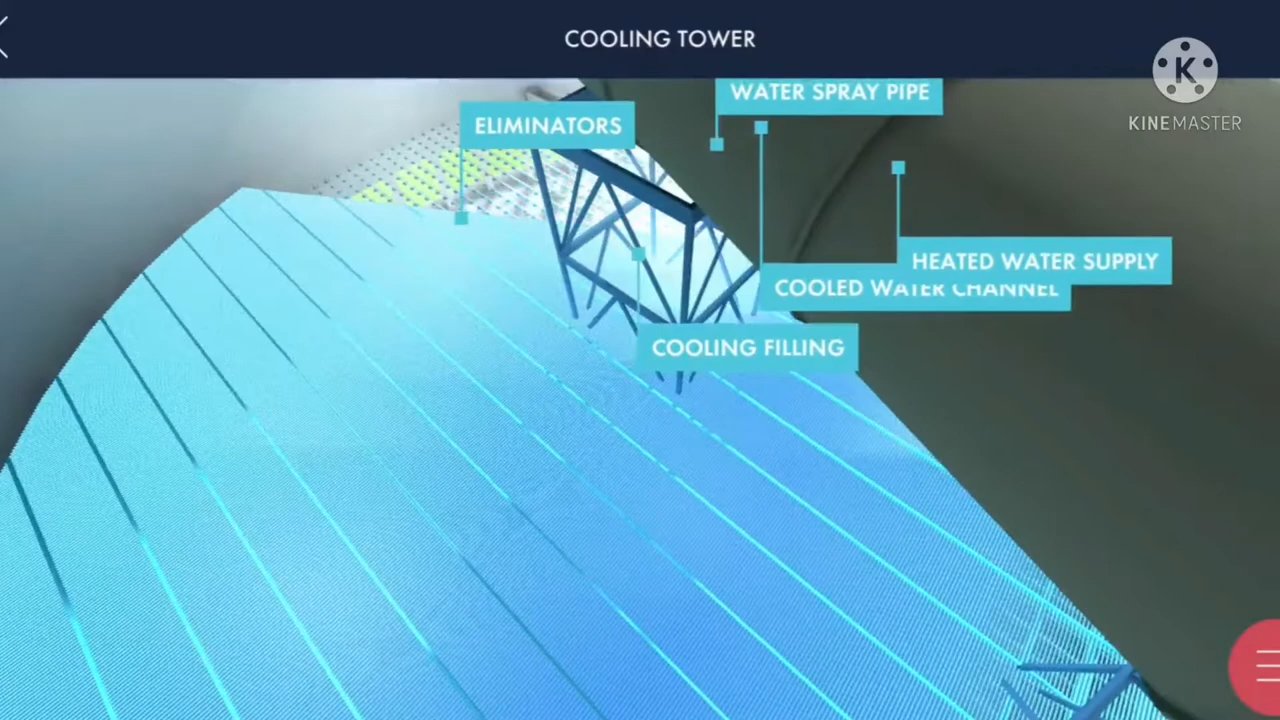 COOLING TOWER
K
KINEMASTER
WATER SPRAY PIPE
ELIMINATORS
HEATED WATER SUPPLY
COOLED WATER CHANNEL
COOLING FILLING